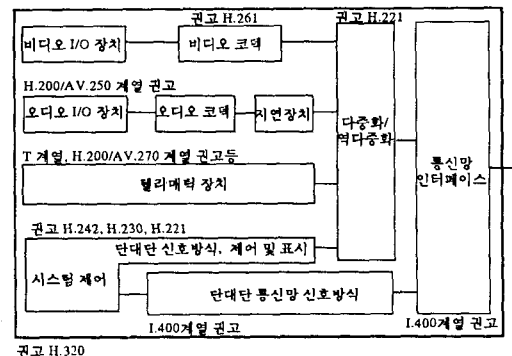 권고 H.261
권고 H.221
비디오 I/O 장치
비디오 코덱
H.200/AV.250 계열 권고
오디오 I/O 장치
오디오 코덱
지연장치
다중화/
역다중화
통신망
인터페이스
T 계열, H.200/AV.270 계열 권고등
텔리매틱 장치
권고 H.242, H.230, H.221
단대단 신호방식, 제어 및 표시
시스템 제어
단대단 통신망 신호방식
I.400계열 권고
I.400계열 권고
권고 H.320